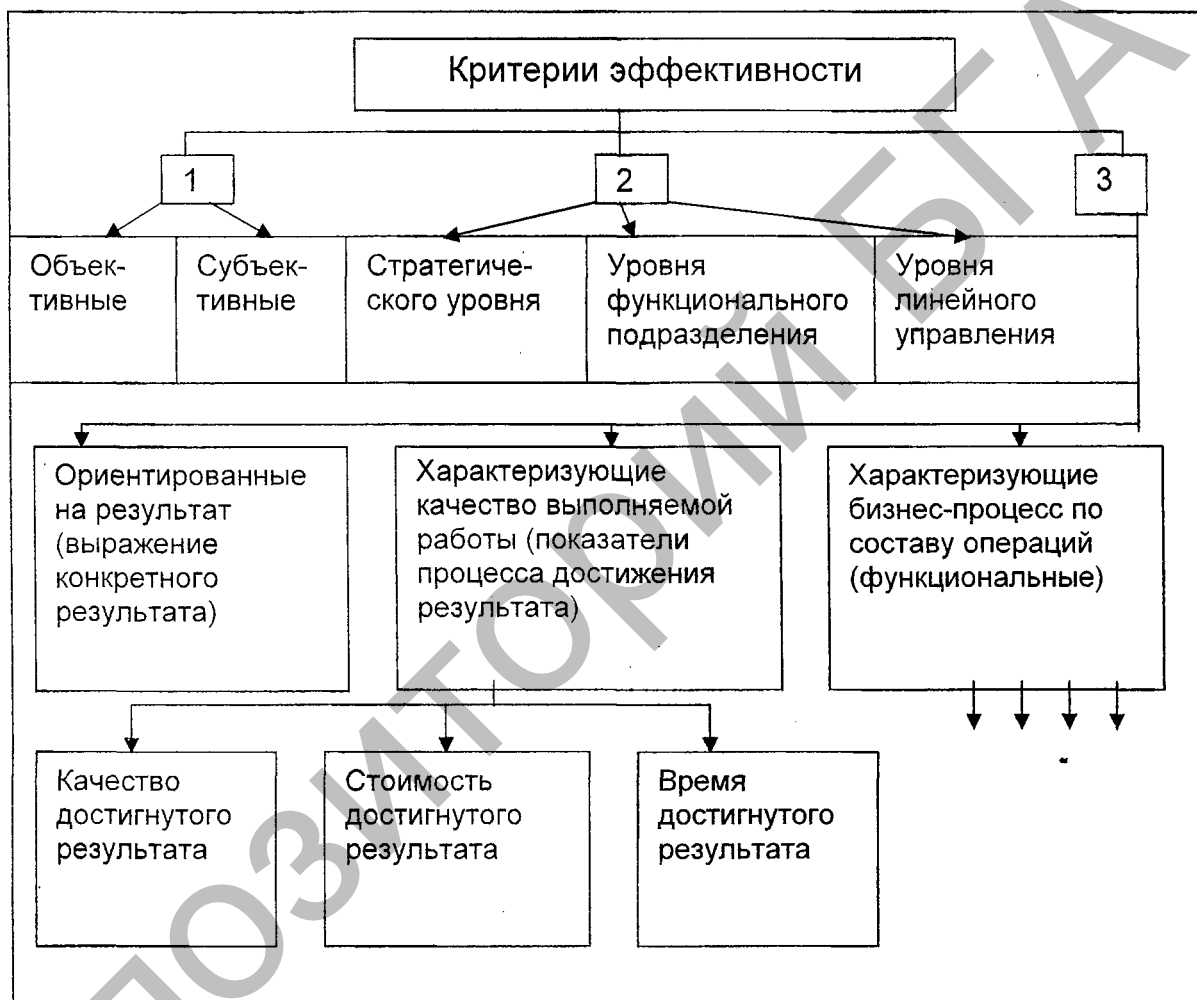 Критерии эффективности
1
2
3
Объек-
тивные
Субъек-
тивные
Стратегиче-
ского уровня
Уровня
функционального
подразделения
Уровня
линейного
управления
Ориентированные
на результат
(выражение
конкретного
результата)
Характеризующие
качество выполняемой
работы (показатели
процесса достижения
результата)
Характеризующие
бизнес-процесс по
составу операций
(функциональные)
Качество
достигнутого
результата
Стоимость
достигнутого
результата
Время
достигнутого
результата
позиторий БГА